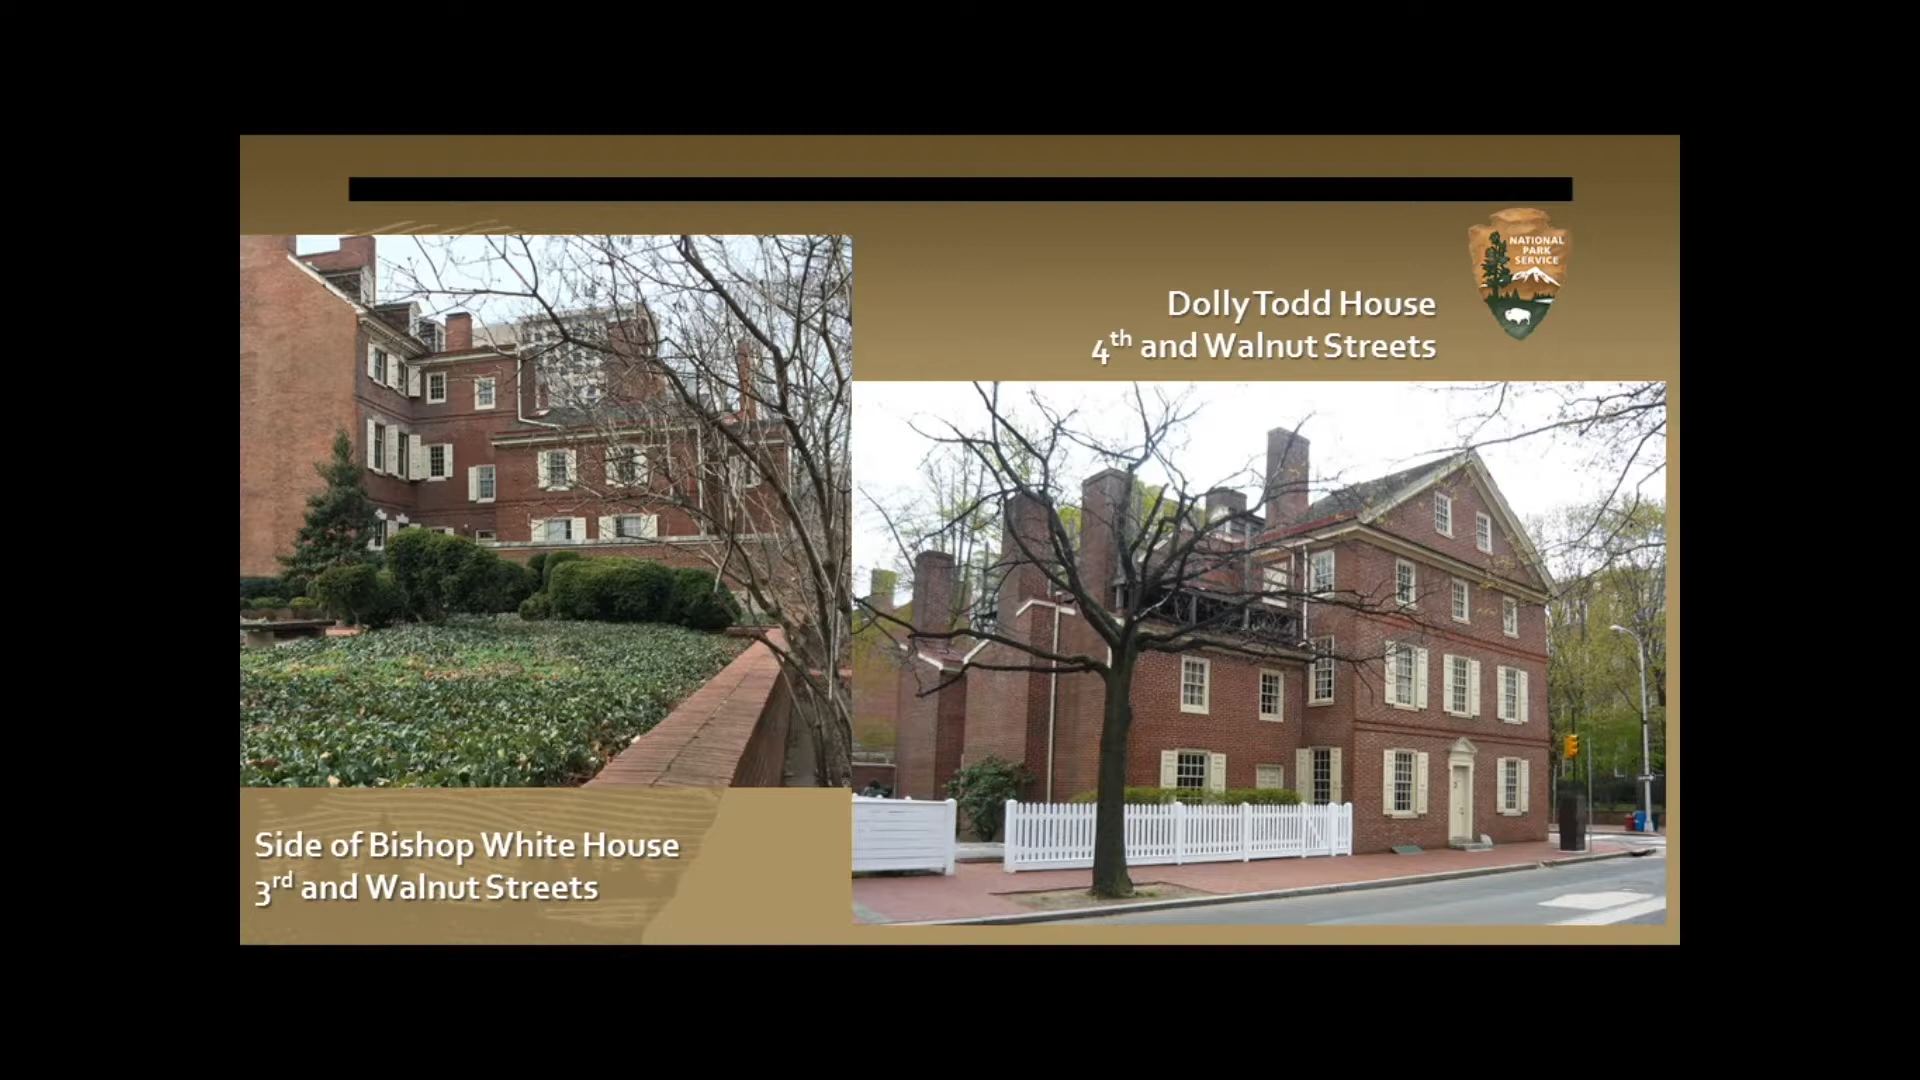 NATIONAL
PARK
SERVICE
Dolly Todd House
4th and Walnut Streets
Side of Bishop White House
3rd and Walnut Streets